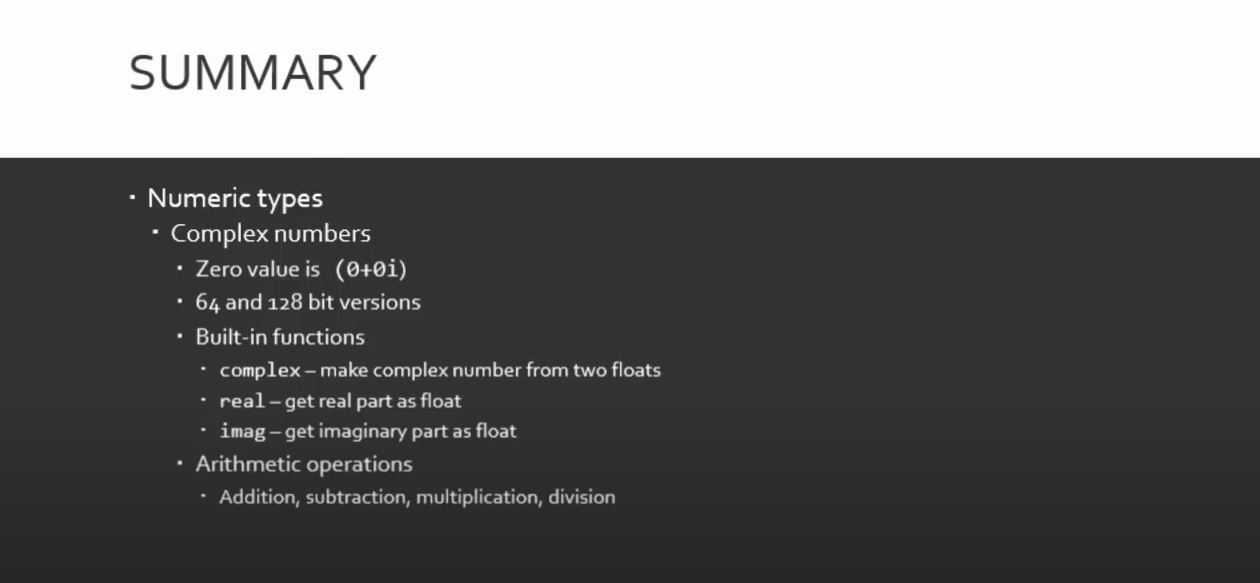 SUMMARY
▪ Numeric types
▪ Complex numbers
▪ Zero value is (0+0i)
▪ 64 and 128 bit versions
▪ Built-in functions
▪ complex – make complex number from two floats
▪ real – get real part as float
▪ imag – get imaginary part as float
▪ Arithmetic operations
▪ Addition, subtraction, multiplication, division